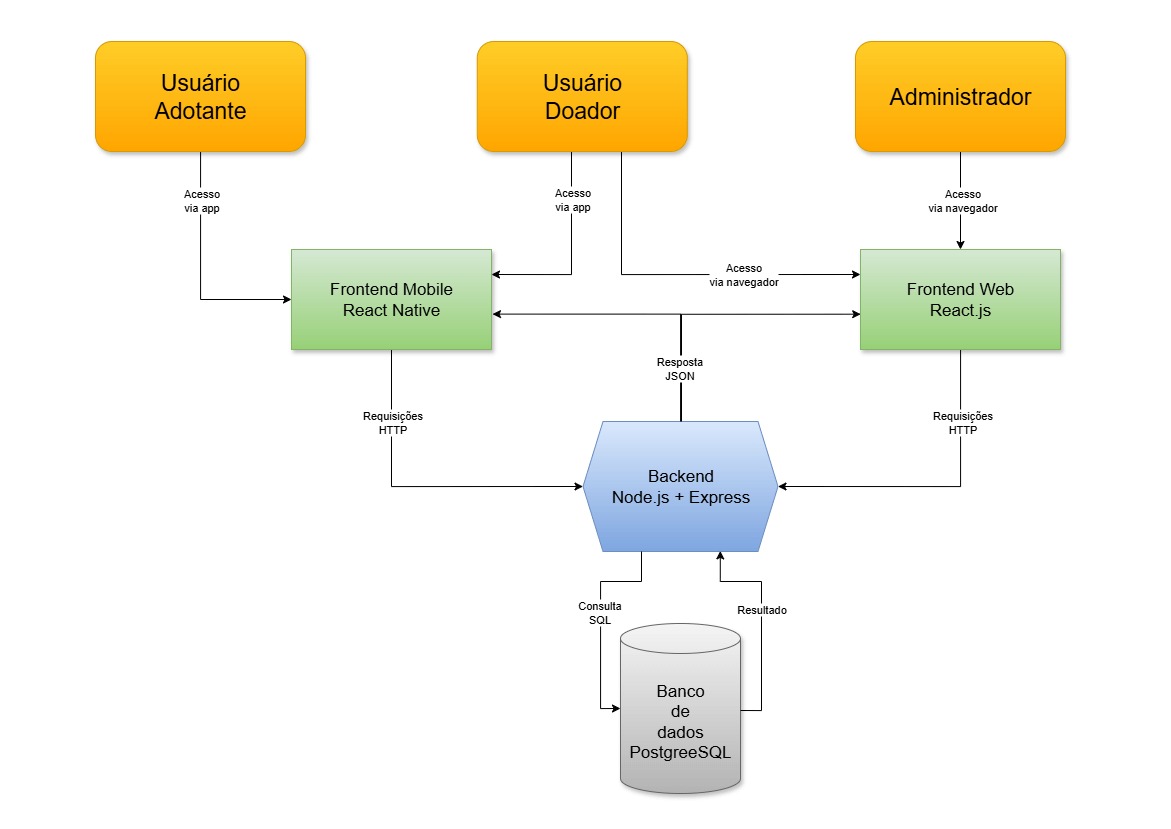 Usuário
Adotante
Usuário
Doador
Administrador
Acesso
via app
Acesso
via app
Acesso
via navegador
Acesso
via navegador
Frontend Mobile
React Native
Frontend Web
React.js
Resposta
JSON
Requisições
HTTP
Requisições
HTTP
Backend
Node.js + Express
Consulta
SQL
Resultado
Banco
de
dados
PostgreeSQL